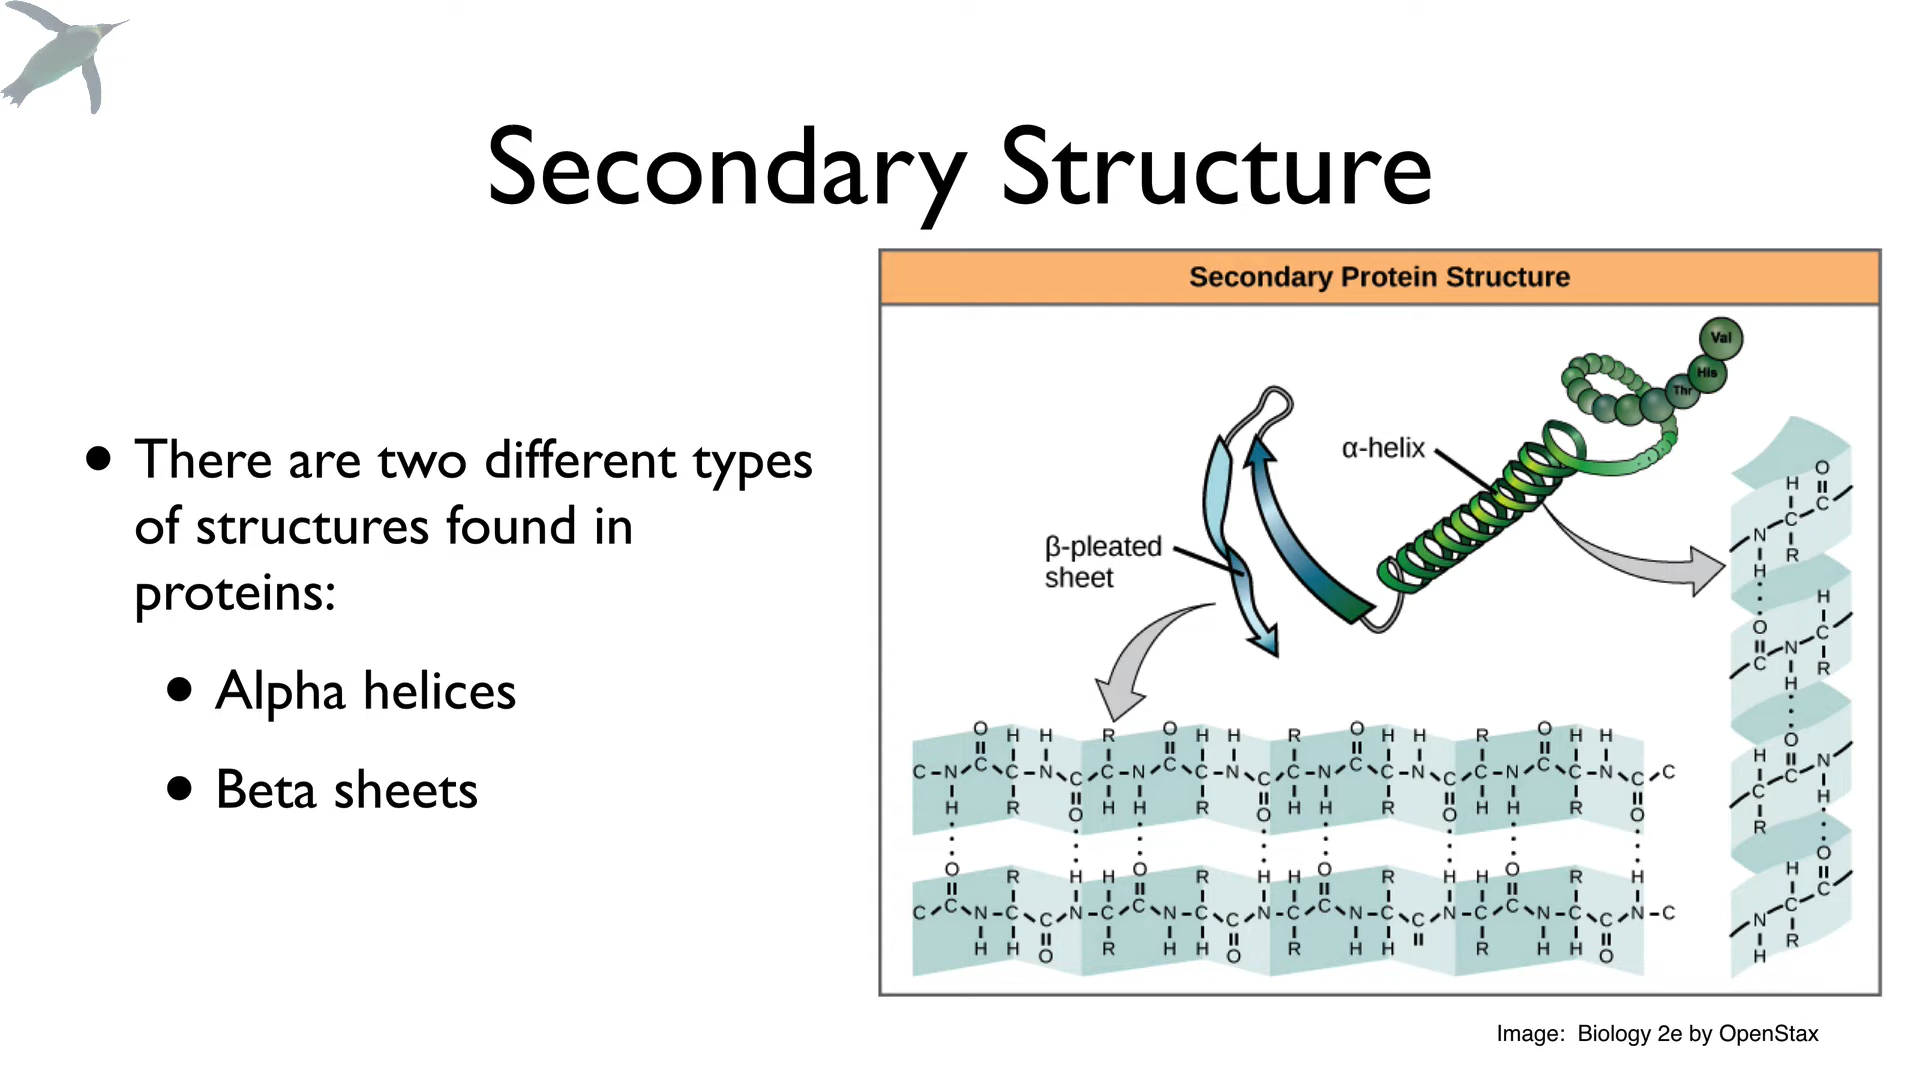 Secondary Structure
Secondary Protein Structure
• There are two different types
of structures found in
proteins:
• Alpha helices
• Beta sheets
Val
His
Thr
α-helix
β-pleated
sheet
O H H R O H H R O H H R O H H
C N C C N C C N C C N C C N C C N C C N C C N C C
H R O H H R O H H R O H H R O
O R H H O R H H O R H H O R H
C C N C C N C C N C C N C C N C C N C C N C C N C
H H O R H H O R H H R H H O
O
H
C
C
N
R
H
H
O
C
N
C
R
H
O
H
N
C
C
H
R
O
H
C
C
N
R
H
Image: Biology 2e by OpenStax